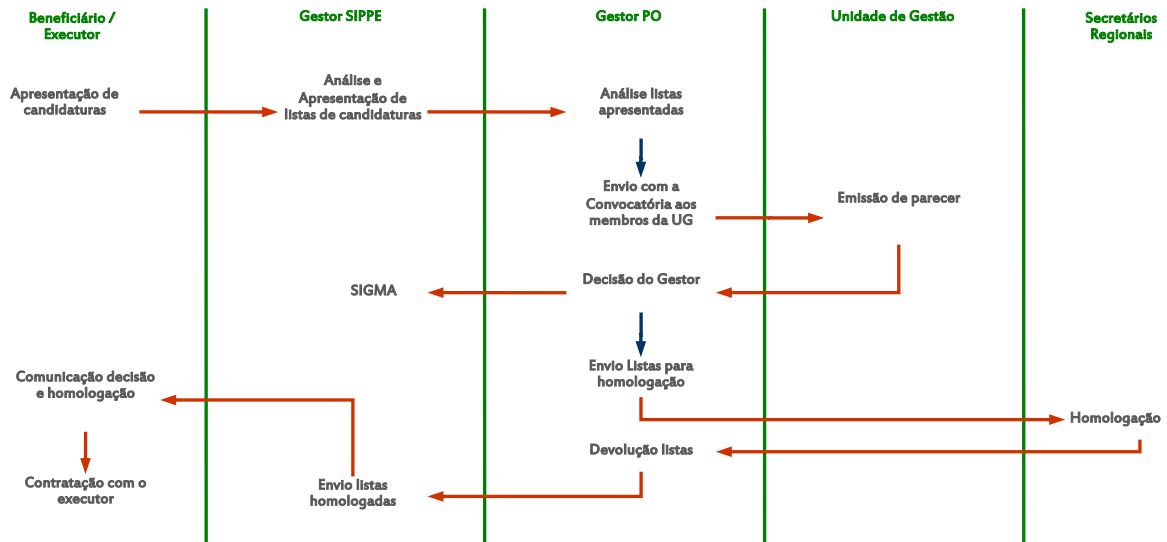 Beneficiário /
Executor
Gestor SIPPE
Gestor PO
Unidade de Gestão
Secretários
Regionais
Apresentação de
candidaturas
Análise e
Apresentação de
listas de candidaturas
Análise listas
apresentadas
Envio com a
Convocatória aos
membros da UG
Emissão de parecer
Decisão do Gestor
SIGMA
Envio Listas para
homologação
Comunicação decisão
e homologação
Homologação
Devolução listas
Contratação com o
executor
Envio listas
homologadas